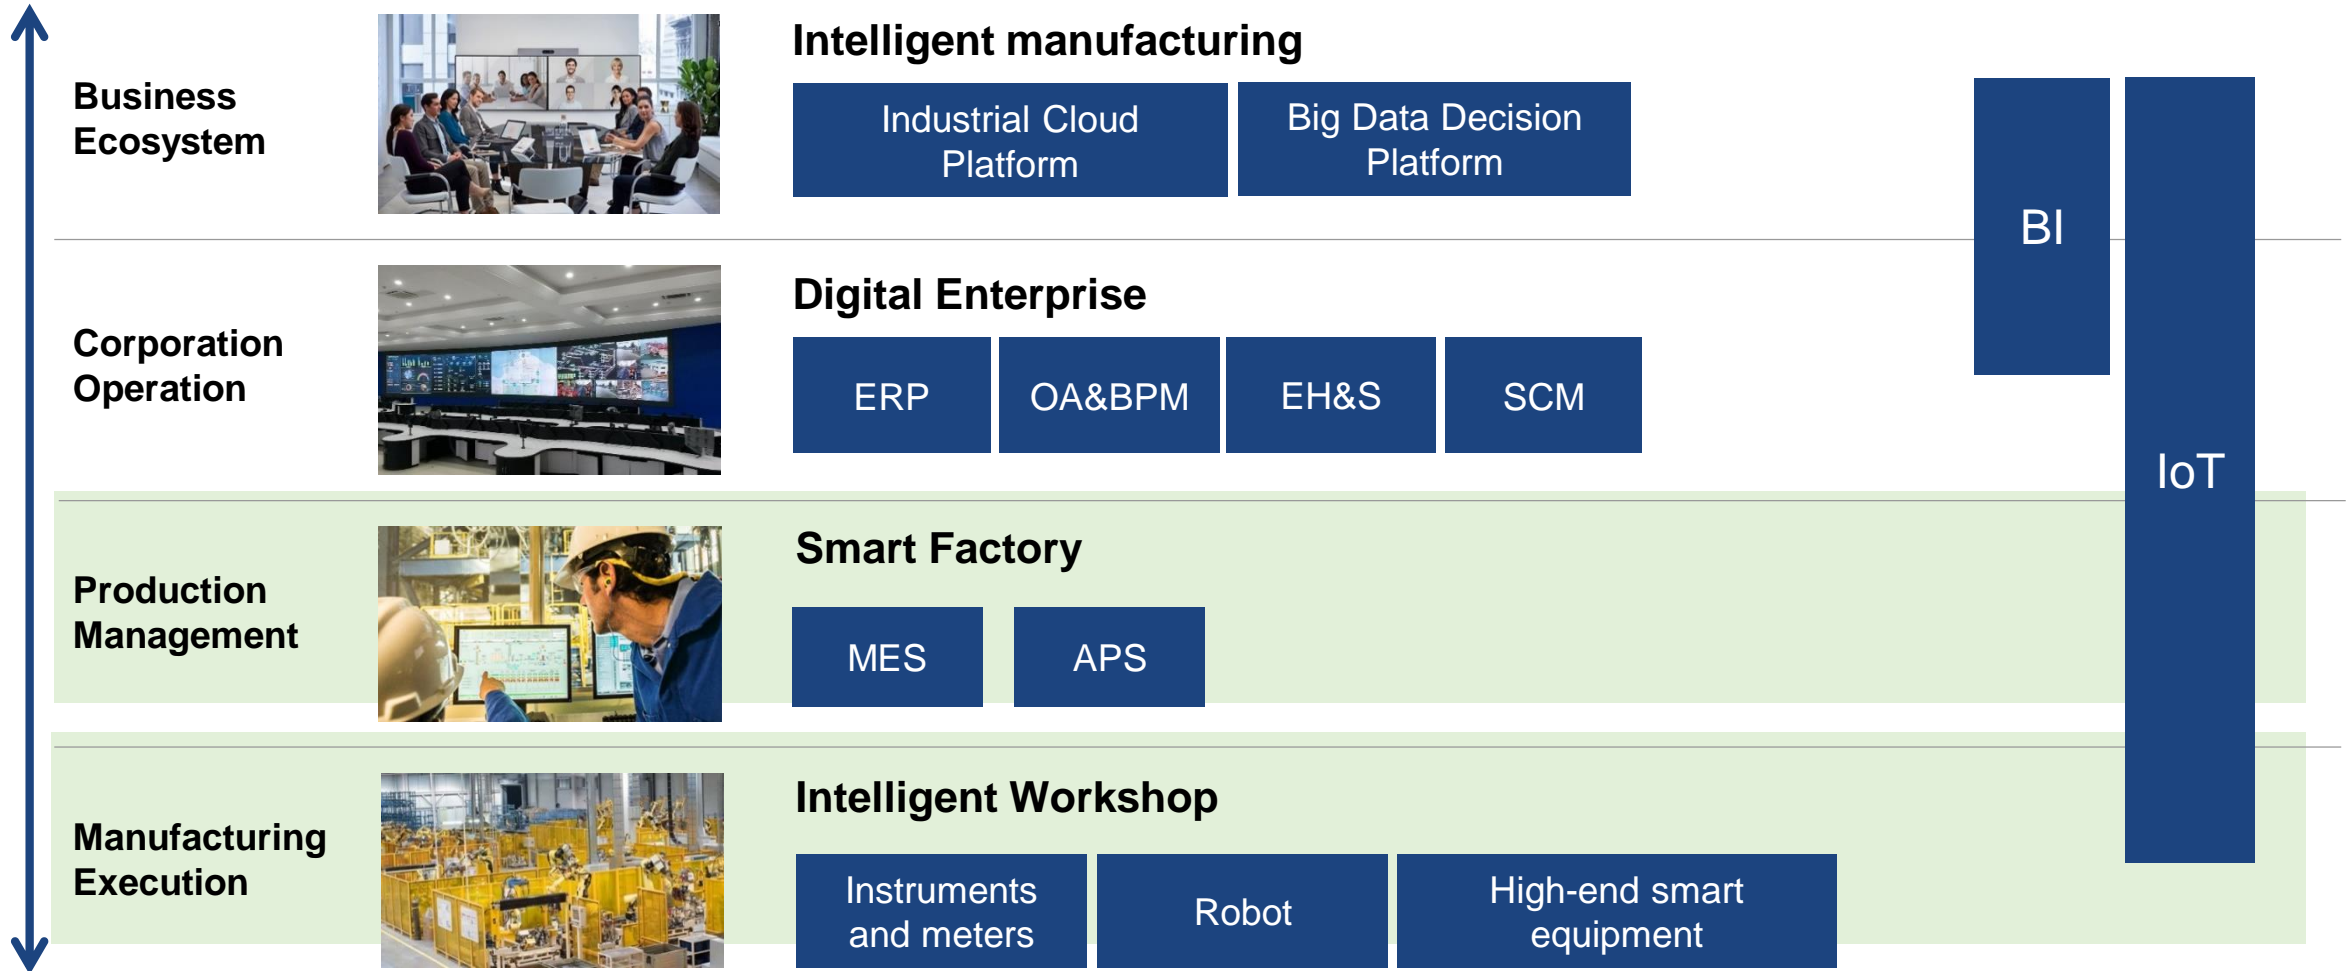 Business
Ecosystem
Intelligent manufacturing
Industrial Cloud
Platform
Big Data Decision
Platform
BI
IoT
Corporation
Operation
Digital Enterprise
ERP
OA&BPM
EH&S
SCM
Production
Management
Smart Factory
MES
APS
Manufacturing
Execution
Intelligent Workshop
Instruments
and meters
Robot
High-end smart
equipment